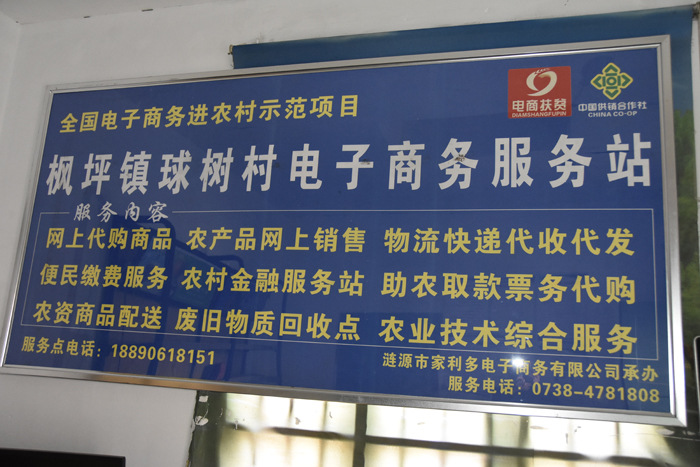 全国电子商务进农村示范项目
电商扶贫
DIAMSHANGFUPIN
中国供销合作社
CHINA CO-OP
枫坪镇球树村电子商务服务站
服务内容
网上代购商品 农产品网上销售 物流快递代收代发
便民缴费服务 农村金融服务站 助农取款票务代购
农资商品配送 废旧物质回收点 农业技术综合服务
服务点电话：18890618151
涟源市家利多电子商务有限公司承办
服务电话：0738-4781808